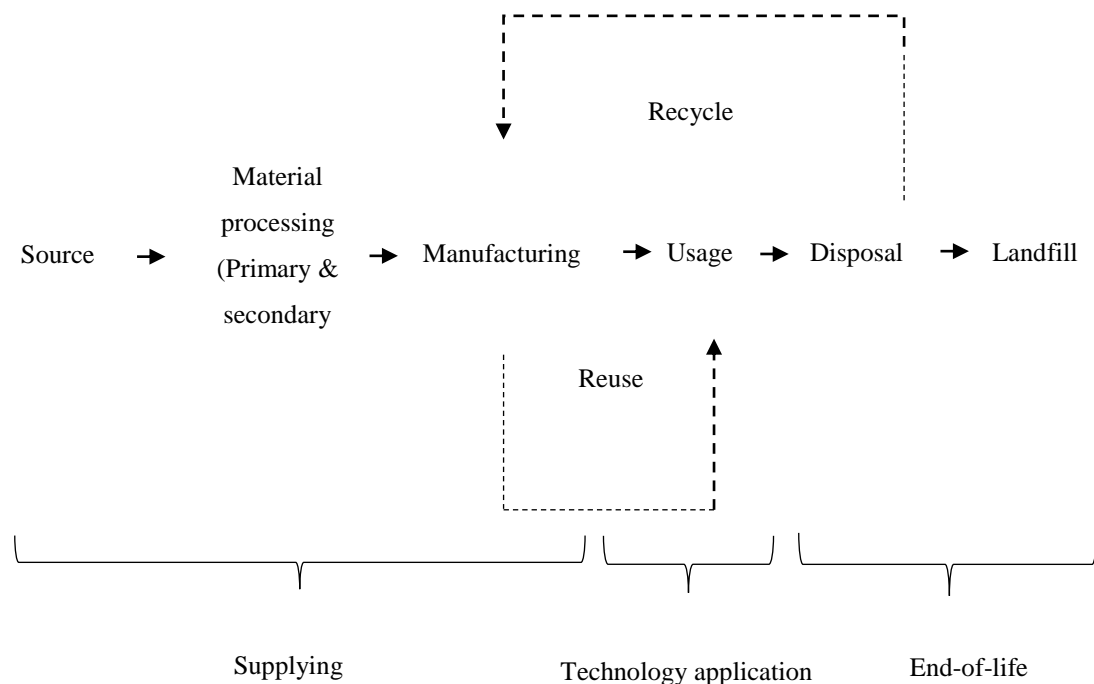 Recycle
Material
processing
(Primary &
secondary
Source
Manufacturing
Usage
Disposal
Landfill
Reuse
Supplying
Technology application
End-of-life